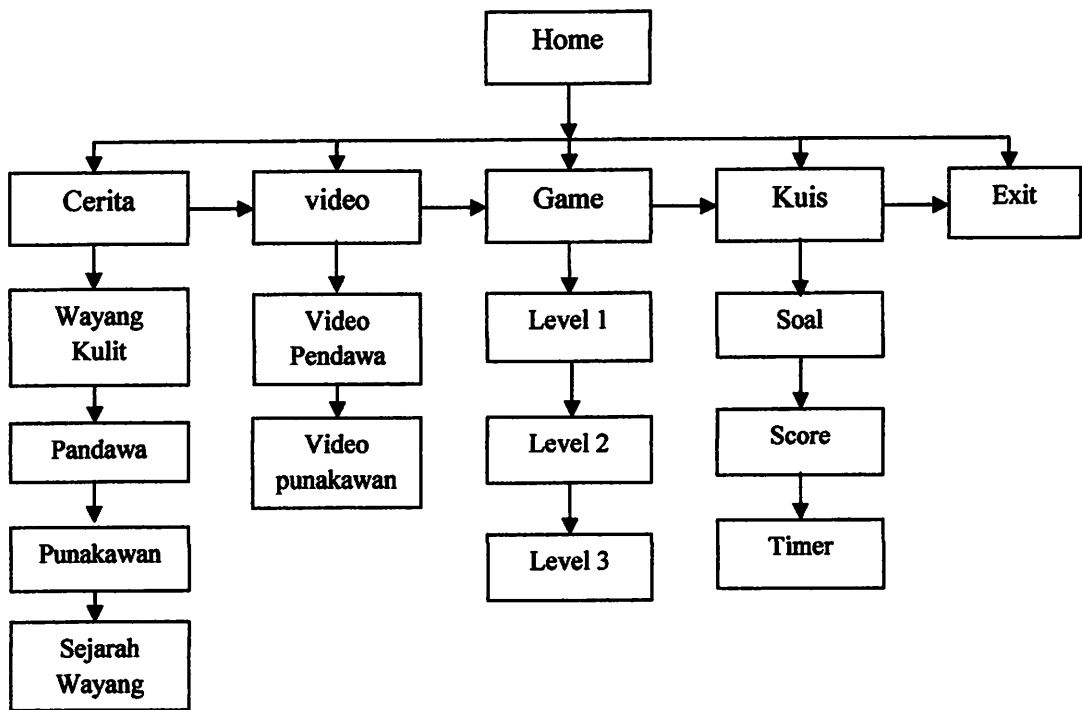 Home
Cerita
video
Game
Kuis
Exit
Wayang
Kulit
Video
Pendawa
Level 1
Soal
Pandawa
Video
punakawan
Level 2
Score
Punakawan
Level 3
Timer
Sejarah
Wayang